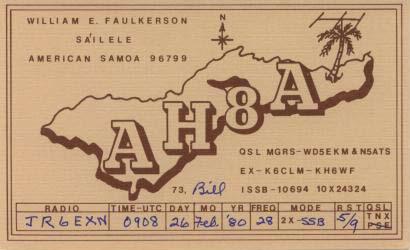 WILLIAM E. FAULKERSON
SA'ILELE
AMERICAN SAMOA 96799
N
AH8A
QSL MGRS-WD5EKM & N5ATS
EX-K6CLM-KH6WF
73, Bill ISSB-10694 10X24324
RADIO TIME-UTC DAY MO YR FREQ MODE RST QSL
JR6EXN 0908 26 Feb. '80 28 2X-SSB 5/9 TNX
PSE